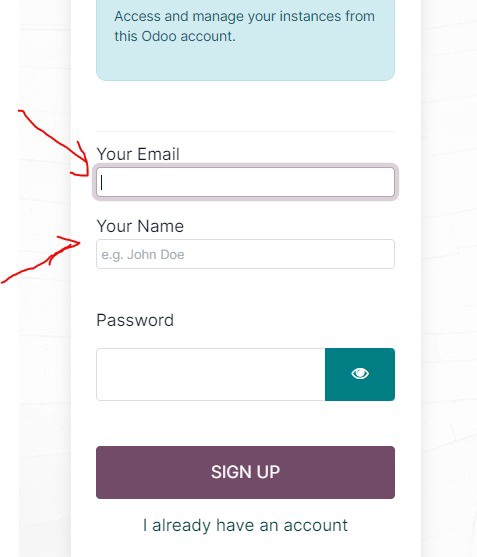 Access and manage your instances from
this Odoo account.
Your Email
Your Name
e.g. John Doe
Password
SIGN UP
I already have an account